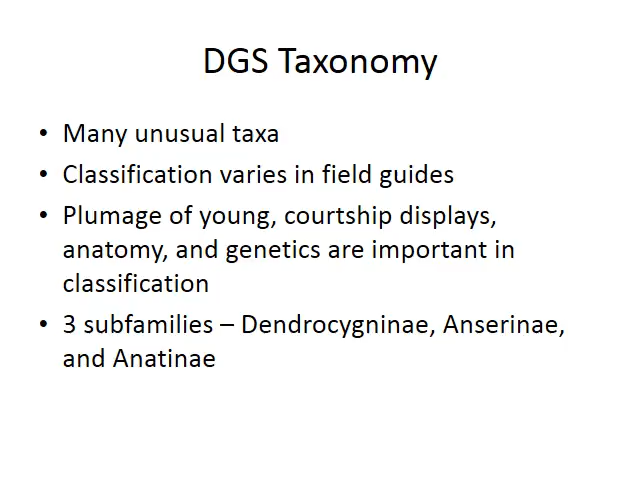 DGS Taxonomy
• Many unusual taxa
• Classification varies in field guides
• Plumage of young, courtship displays,
anatomy, and genetics are important in
classification
• 3 subfamilies – Dendrocygninae, Anserinae,
and Anatinae